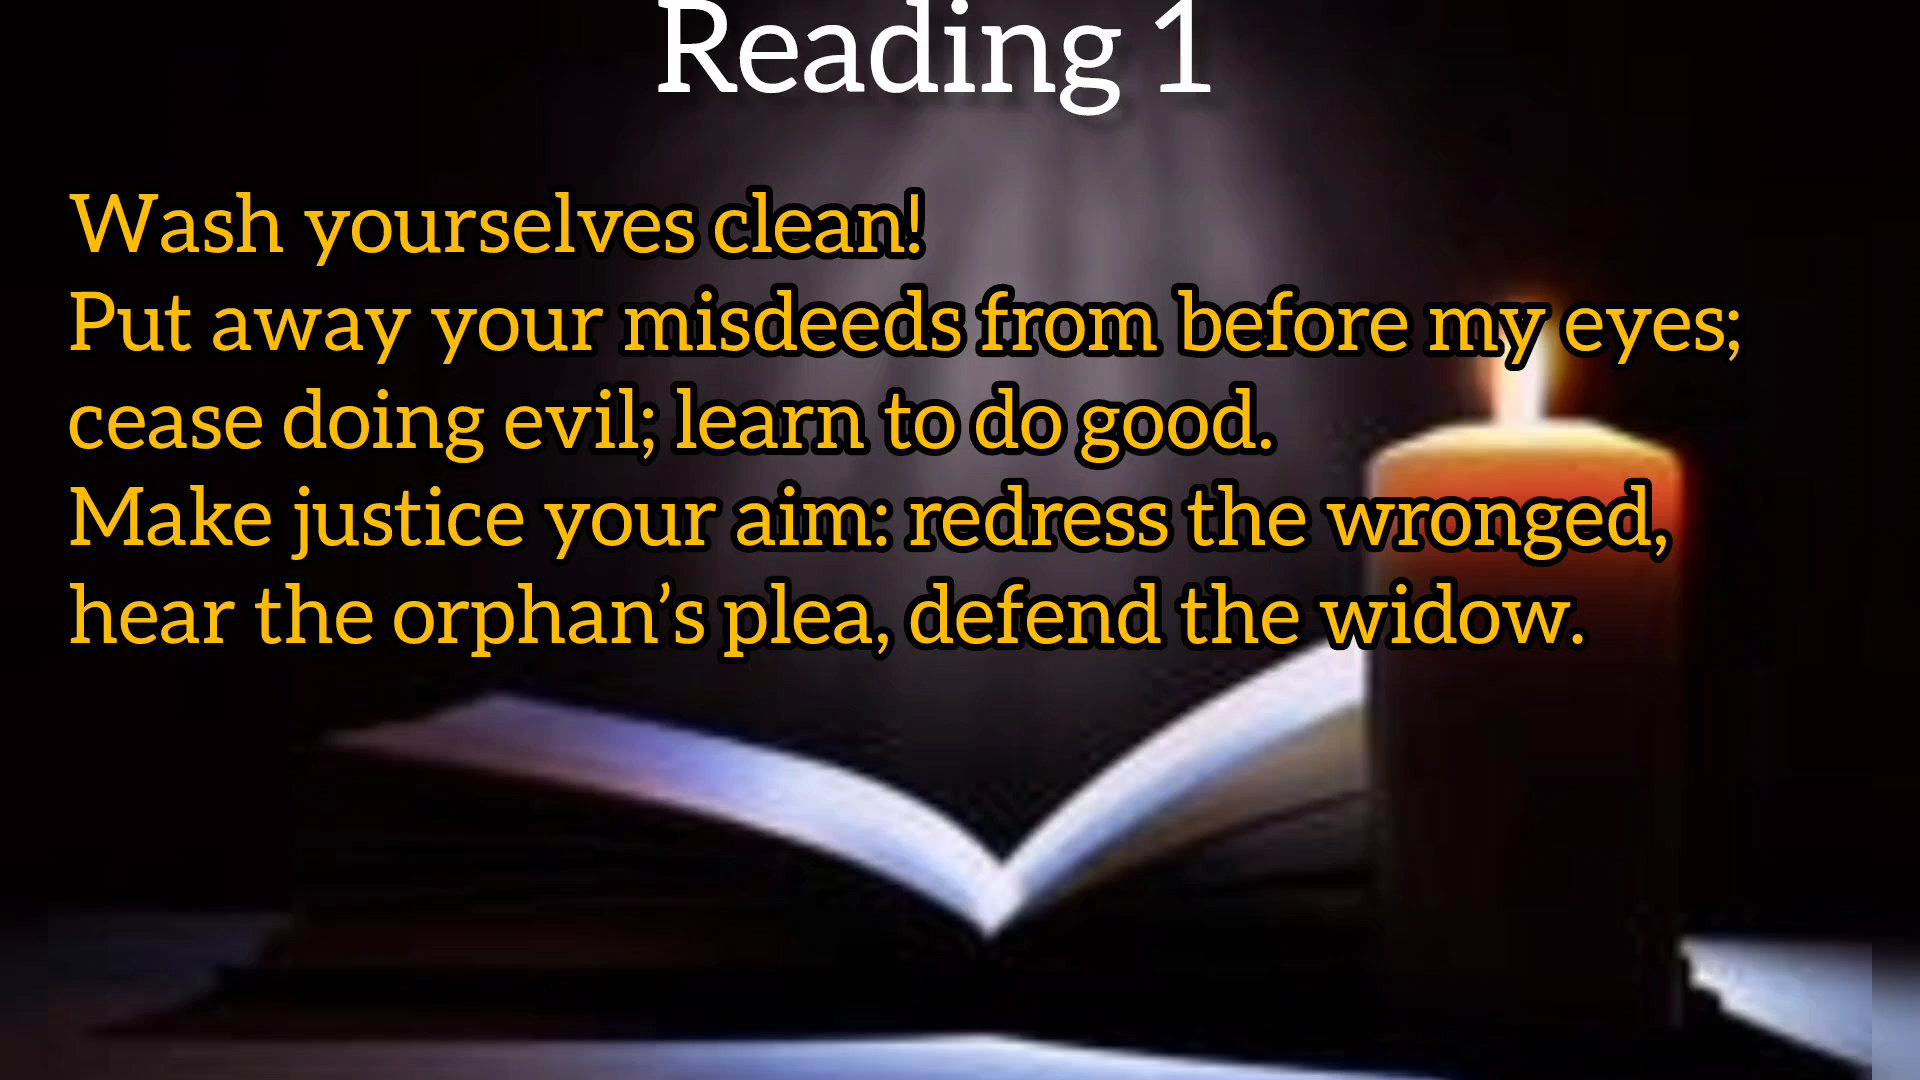 Reading 1
Wash yourselves clean!
Put away your misdeeds from before my eyes;
cease doing evil; learn to do good.
Make justice your aim: redress the wronged,
hear the orphan’s plea, defend the widow.